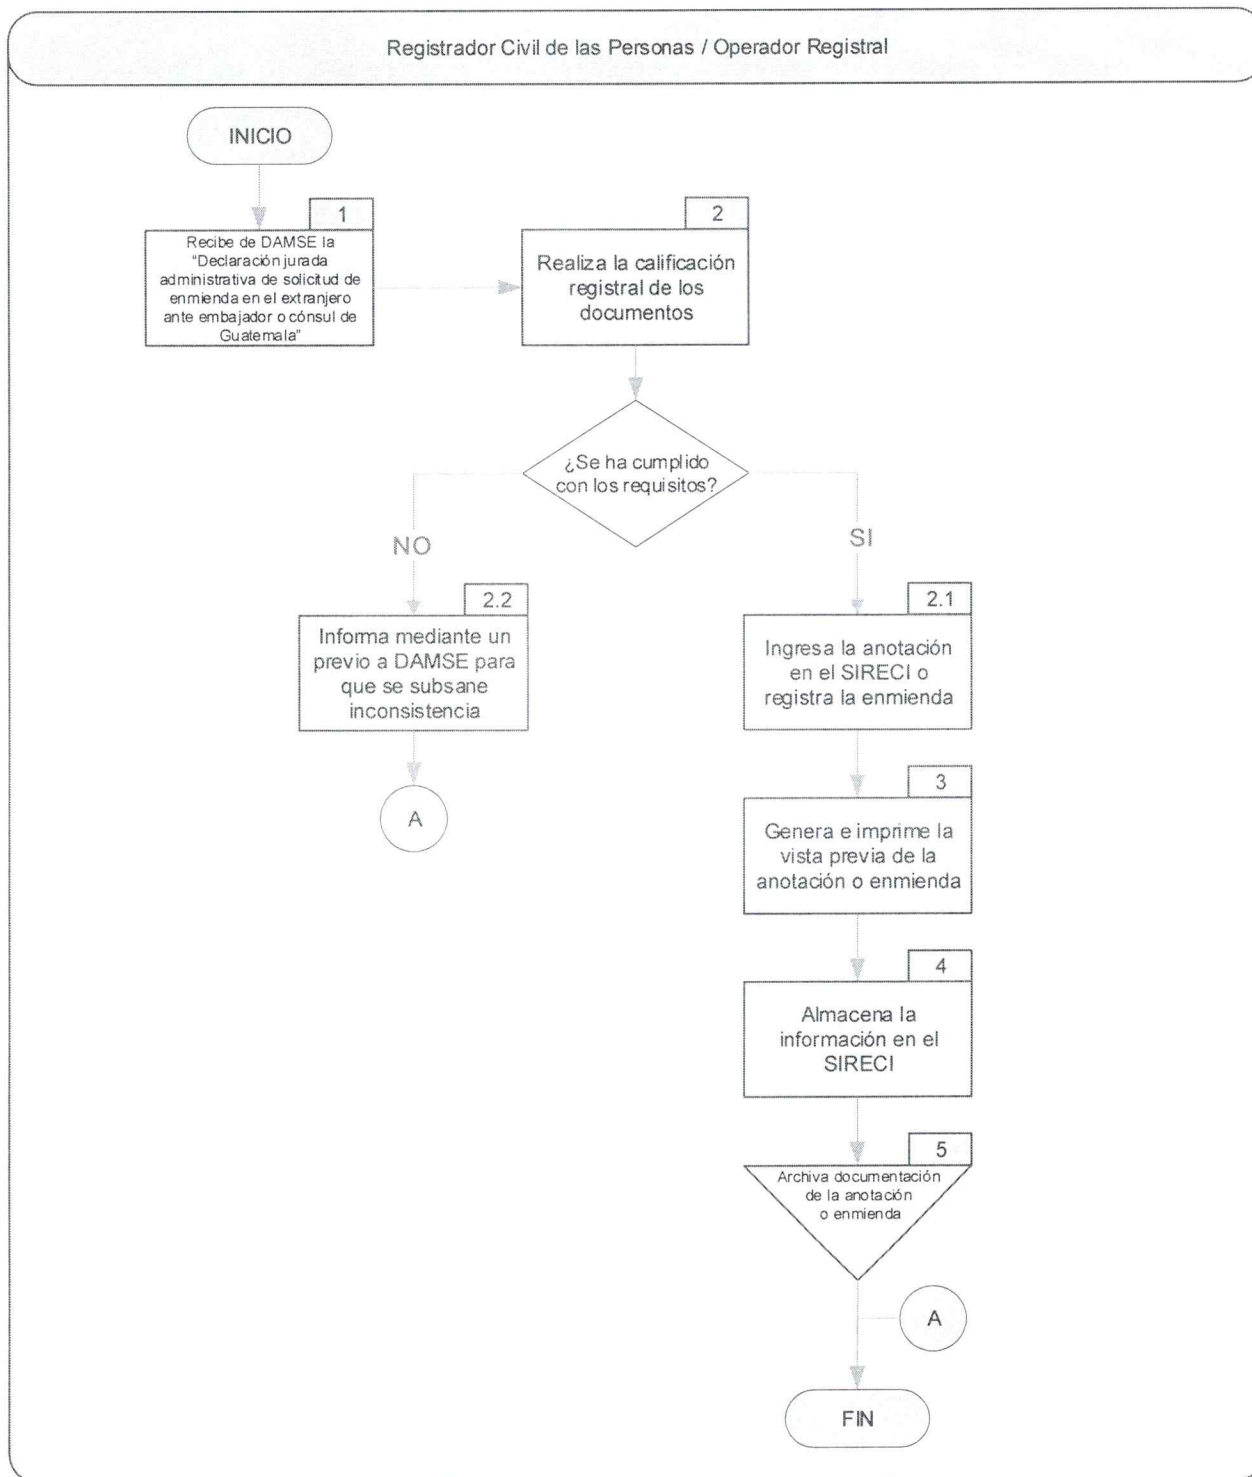 Registrador Civil de las Personas / Operador Registral
INICIO
1
Recibe de DAMSE la
“Declaración jurada
administrativa de solicitud de
enmienda en el extranjero
ante embajador o cónsul de
Guatemala”
2
Realiza la calificación
registral de los
documentos
¿Se ha cumplido
con los requisitos?
NO
SI
2.2
Informa mediante un
previo a DAMSE para
que se subsane
inconsistencia
A
2.1
Ingresa la anotación
en el SIRECI o
registra la enmienda
3
Genera e imprime la
vista previa de la
anotación o enmienda
4
Almacena la
información en el
SIRECI
5
Archiva documentación
de la anotación
o enmienda
A
FIN